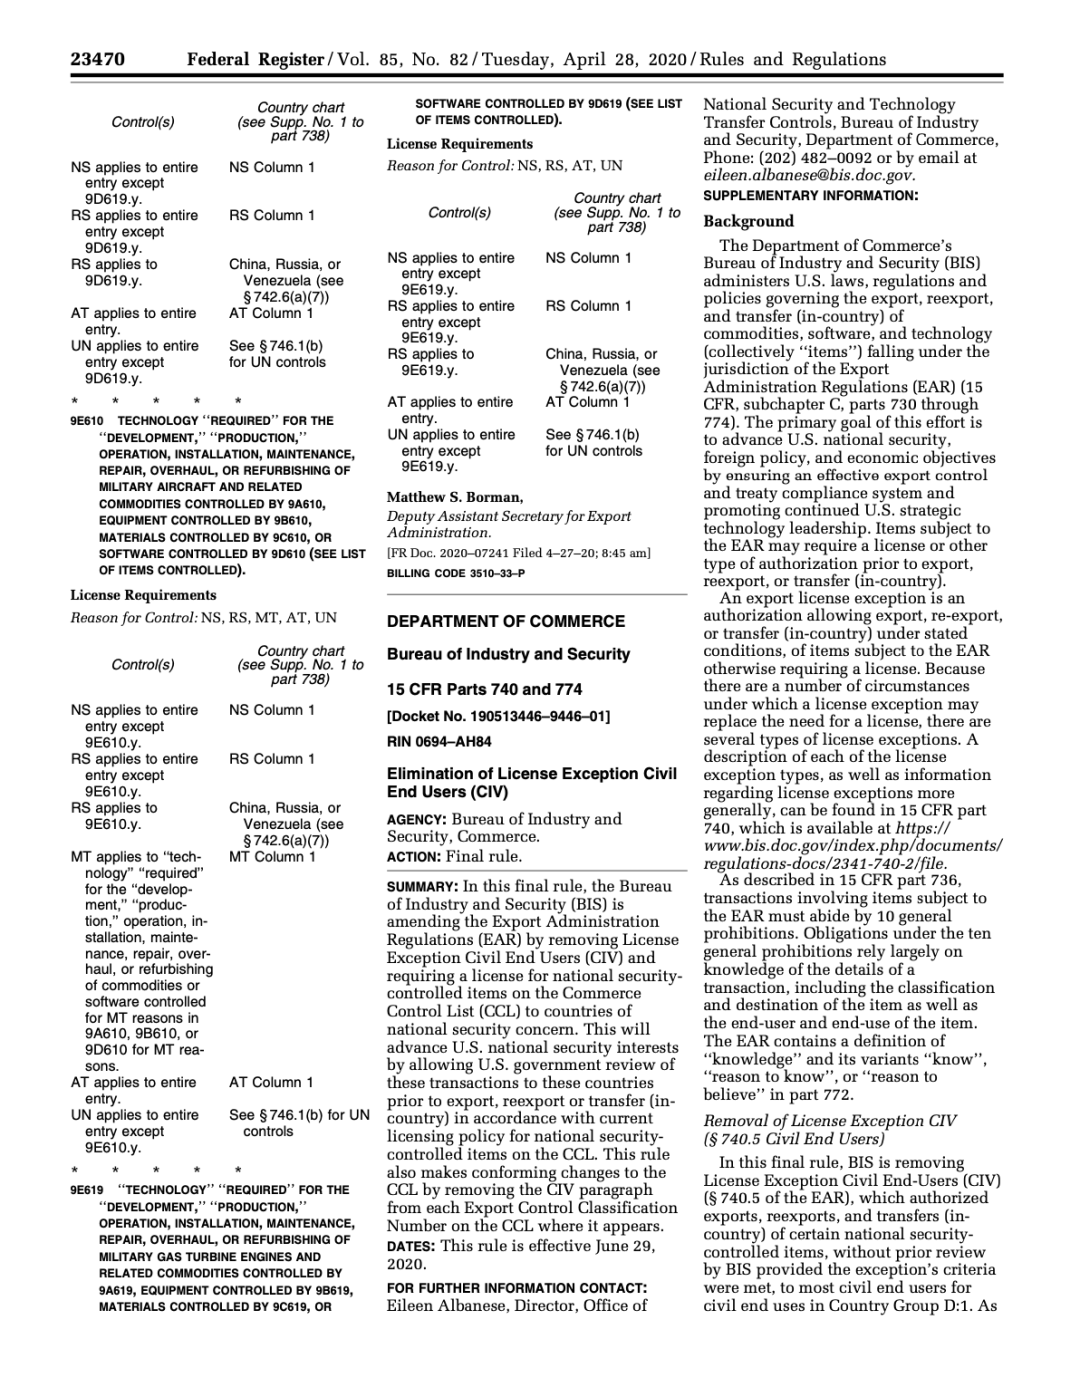 23470 Federal Register / Vol. 85, No. 82 / Tuesday, April 28, 2020 / Rules and Regulations
Control(s)
Country chart
(see Supp. No. 1 to
part 738)
NS applies to entire NS Column 1
entry except
9D619.y.
RS applies to entire RS Column 1
entry except
9D619.y.
RS applies to China, Russia, or
9D619.y. Venezuela (see
§ 742.6(a)(7))
AT applies to entire AT Column 1
entry.
UN applies to entire See § 746.1(b)
entry except for UN controls
9D619.y.
* * * * *
9E610 TECHNOLOGY ‘‘REQUIRED’’ FOR THE
‘‘DEVELOPMENT,’’ ‘‘PRODUCTION,’’
OPERATION, INSTALLATION, MAINTENANCE,
REPAIR, OVERHAUL, OR REFURBISHING OF
MILITARY AIRCRAFT AND RELATED
COMMODITIES CONTROLLED BY 9A610,
EQUIPMENT CONTROLLED BY 9B610,
MATERIALS CONTROLLED BY 9C610, OR
SOFTWARE CONTROLLED BY 9D610 (SEE LIST
OF ITEMS CONTROLLED).
License Requirements
Reason for Control: NS, RS, MT, AT, UN
Control(s)
Country chart
(see Supp. No. 1 to
part 738)
NS applies to entire NS Column 1
entry except
9E610.y.
RS applies to entire RS Column 1
entry except
9E610.y.
RS applies to China, Russia, or
9E610.y. Venezuela (see
§ 742.6(a)(7))
MT applies to ‘‘tech- MT Column 1
nology’’ ‘‘required’’
for the ‘‘develop-
ment,’’ ‘‘produc-
tion,’’ operation, in-
stallation, mainte-
nance, repair, over-
haul, or refurbishing
of commodities or
software controlled
for MT reasons in
9A610, 9B610, or
9D610 for MT rea-
sons.
AT applies to entire AT Column 1
entry.
UN applies to entire See § 746.1(b) for UN
entry except controls
9E610.y.
* * * * *
9E619 ‘‘TECHNOLOGY’’ ‘‘REQUIRED’’ FOR THE
‘‘DEVELOPMENT,’’ ‘‘PRODUCTION,’’
OPERATION, INSTALLATION, MAINTENANCE,
REPAIR, OVERHAUL, OR REFURBISHING OF
MILITARY GAS TURBINE ENGINES AND
RELATED COMMODITIES CONTROLLED BY
9A619, EQUIPMENT CONTROLLED BY 9B619,
MATERIALS CONTROLLED BY 9C619, OR
SOFTWARE CONTROLLED BY 9D619 (SEE LIST
OF ITEMS CONTROLLED).
License Requirements
Reason for Control: NS, RS, AT, UN
Control(s)
Country chart
(see Supp. No. 1 to
part 738)
NS applies to entire NS Column 1
entry except
9E619.y.
RS applies to entire RS Column 1
entry except
9E619.y.
RS applies to China, Russia, or
9E619.y. Venezuela (see
§ 742.6(a)(7))
AT applies to entire AT Column 1
entry.
UN applies to entire See § 746.1(b)
entry except for UN controls
9E619.y.
Matthew S. Borman,
Deputy Assistant Secretary for Export
Administration.
[FR Doc. 2020–07241 Filed 4–27–20; 8:45 am]
BILLING CODE 3510–33–P
DEPARTMENT OF COMMERCE
Bureau of Industry and Security
15 CFR Parts 740 and 774
[Docket No. 190513446–9446–01]
RIN 0694–AH84
Elimination of License Exception Civil
End Users (CIV)
AGENCY: Bureau of Industry and
Security, Commerce.
ACTION: Final rule.
SUMMARY: In this final rule, the Bureau
of Industry and Security (BIS) is
amending the Export Administration
Regulations (EAR) by removing License
Exception Civil End Users (CIV) and
requiring a license for national security-
controlled items on the Commerce
Control List (CCL) to countries of
national security concern. This will
advance U.S. national security interests
by allowing U.S. government review of
these transactions to these countries
prior to export, reexport or transfer (in-
country) in accordance with current
licensing policy for national security-
controlled items on the CCL. This rule
also makes conforming changes to the
CCL by removing the CIV paragraph
from each Export Control Classification
Number on the CCL where it appears.
DATES: This rule is effective June 29,
2020.
FOR FURTHER INFORMATION CONTACT:
Eileen Albanese, Director, Office of
National Security and Technology
Transfer Controls, Bureau of Industry
and Security, Department of Commerce,
Phone: (202) 482–0092 or by email at
eileen.albanese@bis.doc.gov.
SUPPLEMENTARY INFORMATION:
Background
The Department of Commerce’s
Bureau of Industry and Security (BIS)
administers U.S. laws, regulations and
policies governing the export, reexport,
and transfer (in-country) of
commodities, software, and technology
(collectively ‘‘items’’) falling under the
jurisdiction of the Export
Administration Regulations (EAR) (15
CFR, subchapter C, parts 730 through
774). The primary goal of this effort is
to advance U.S. national security,
foreign policy, and economic objectives
by ensuring an effective export control
and treaty compliance system and
promoting continued U.S. strategic
technology leadership. Items subject to
the EAR may require a license or other
type of authorization prior to export,
reexport, or transfer (in-country).
An export license exception is an
authorization allowing export, re-export,
or transfer (in-country) under stated
conditions, of items subject to the EAR
otherwise requiring a license. Because
there are a number of circumstances
under which a license exception may
replace the need for a license, there are
several types of license exceptions. A
description of each of the license
exception types, as well as information
regarding license exceptions more
generally, can be found in 15 CFR part
740, which is available at https://
www.bis.doc.gov/index.php/documents/
regulations-docs/2341-740-2/file.
As described in 15 CFR part 736,
transactions involving items subject to
the EAR must abide by 10 general
prohibitions. Obligations under the ten
general prohibitions rely largely on
knowledge of the details of a
transaction, including the classification
and destination of the item as well as
the end-user and end-use of the item.
The EAR contains a definition of
‘‘knowledge’’ and its variants ‘‘know’’,
‘‘reason to know’’, or ‘‘reason to
believe’’ in part 772.
Removal of License Exception CIV
(§ 740.5 Civil End Users)
In this final rule, BIS is removing
License Exception Civil End-Users (CIV)
(§ 740.5 of the EAR), which authorized
exports, reexports, and transfers (in-
country) of certain national security-
controlled items, without prior review
by BIS provided the exception’s criteria
were met, to most civil end users for
civil end uses in Country Group D:1. As